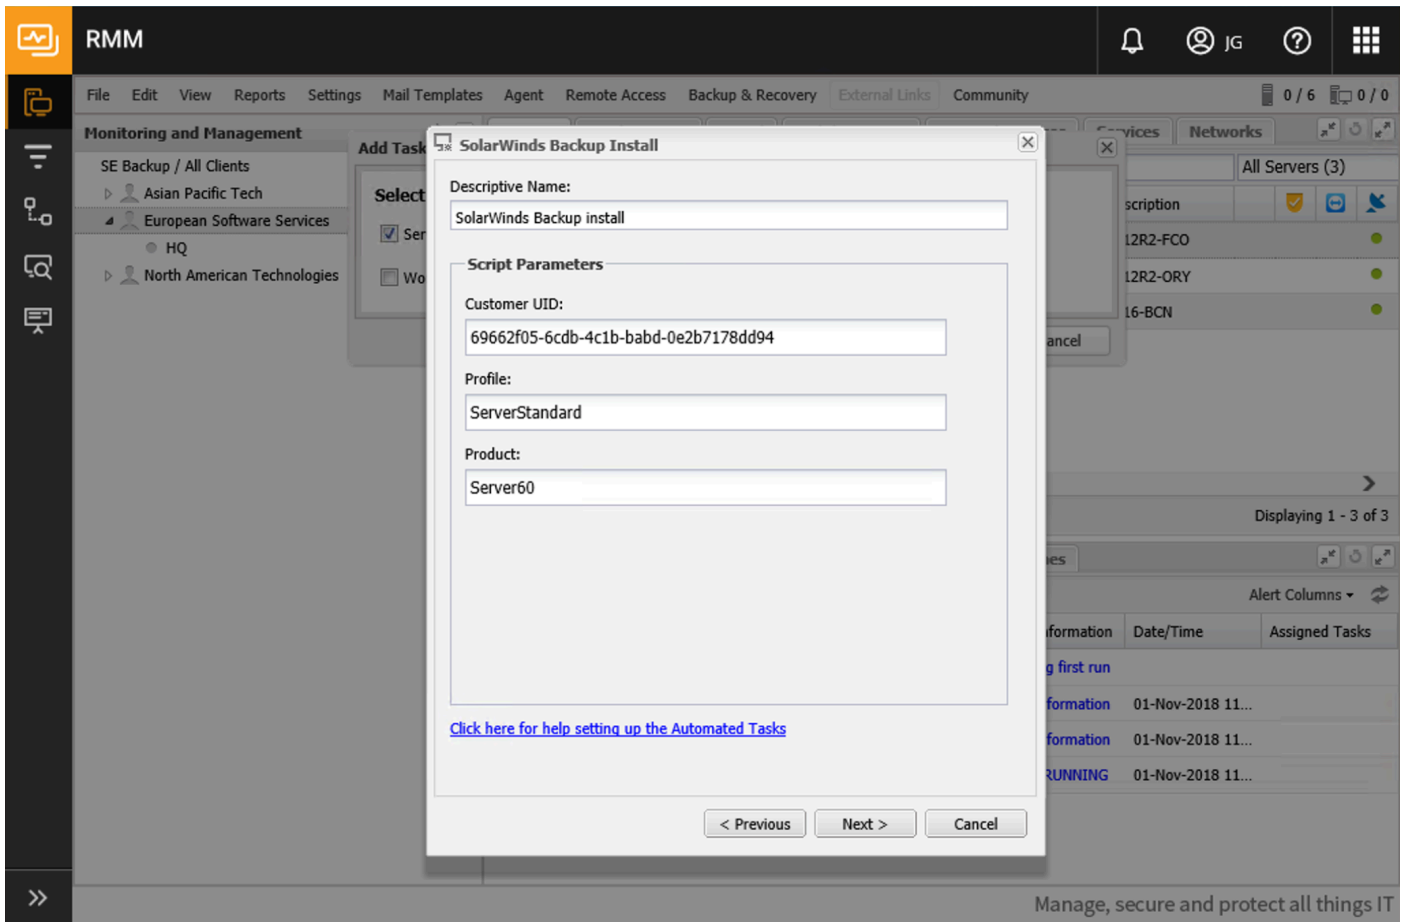 RMM
JG
File Edit View Reports Settings Mail Templates Agent Remote Access Backup & Recovery External Links Community 0 / 6 0 / 0
Monitoring and Management
SE Backup / All Clients
Asian Pacific Tech
European Software Services
HQ
North American Technologies
Add Task
Select
SolarWinds Backup Install
Descriptive Name:
SolarWinds Backup install
Script Parameters
Customer UID:
69662f05-6cdb-4c1b-babd-0e2b7178dd94
Profile:
ServerStandard
Product:
Server60
Click here for help setting up the Automated Tasks
< Previous Next > Cancel
Networks
All Servers (3)
scription
12R2-FCO
12R2-ORY
16-BCN
ancel
Displaying 1 - 3 of 3
Alert Columns
formation Date/Time Assigned Tasks
g first run
formation 01-Nov-2018 11...
formation 01-Nov-2018 11...
RUNNING 01-Nov-2018 11...
Manage, secure and protect all things IT